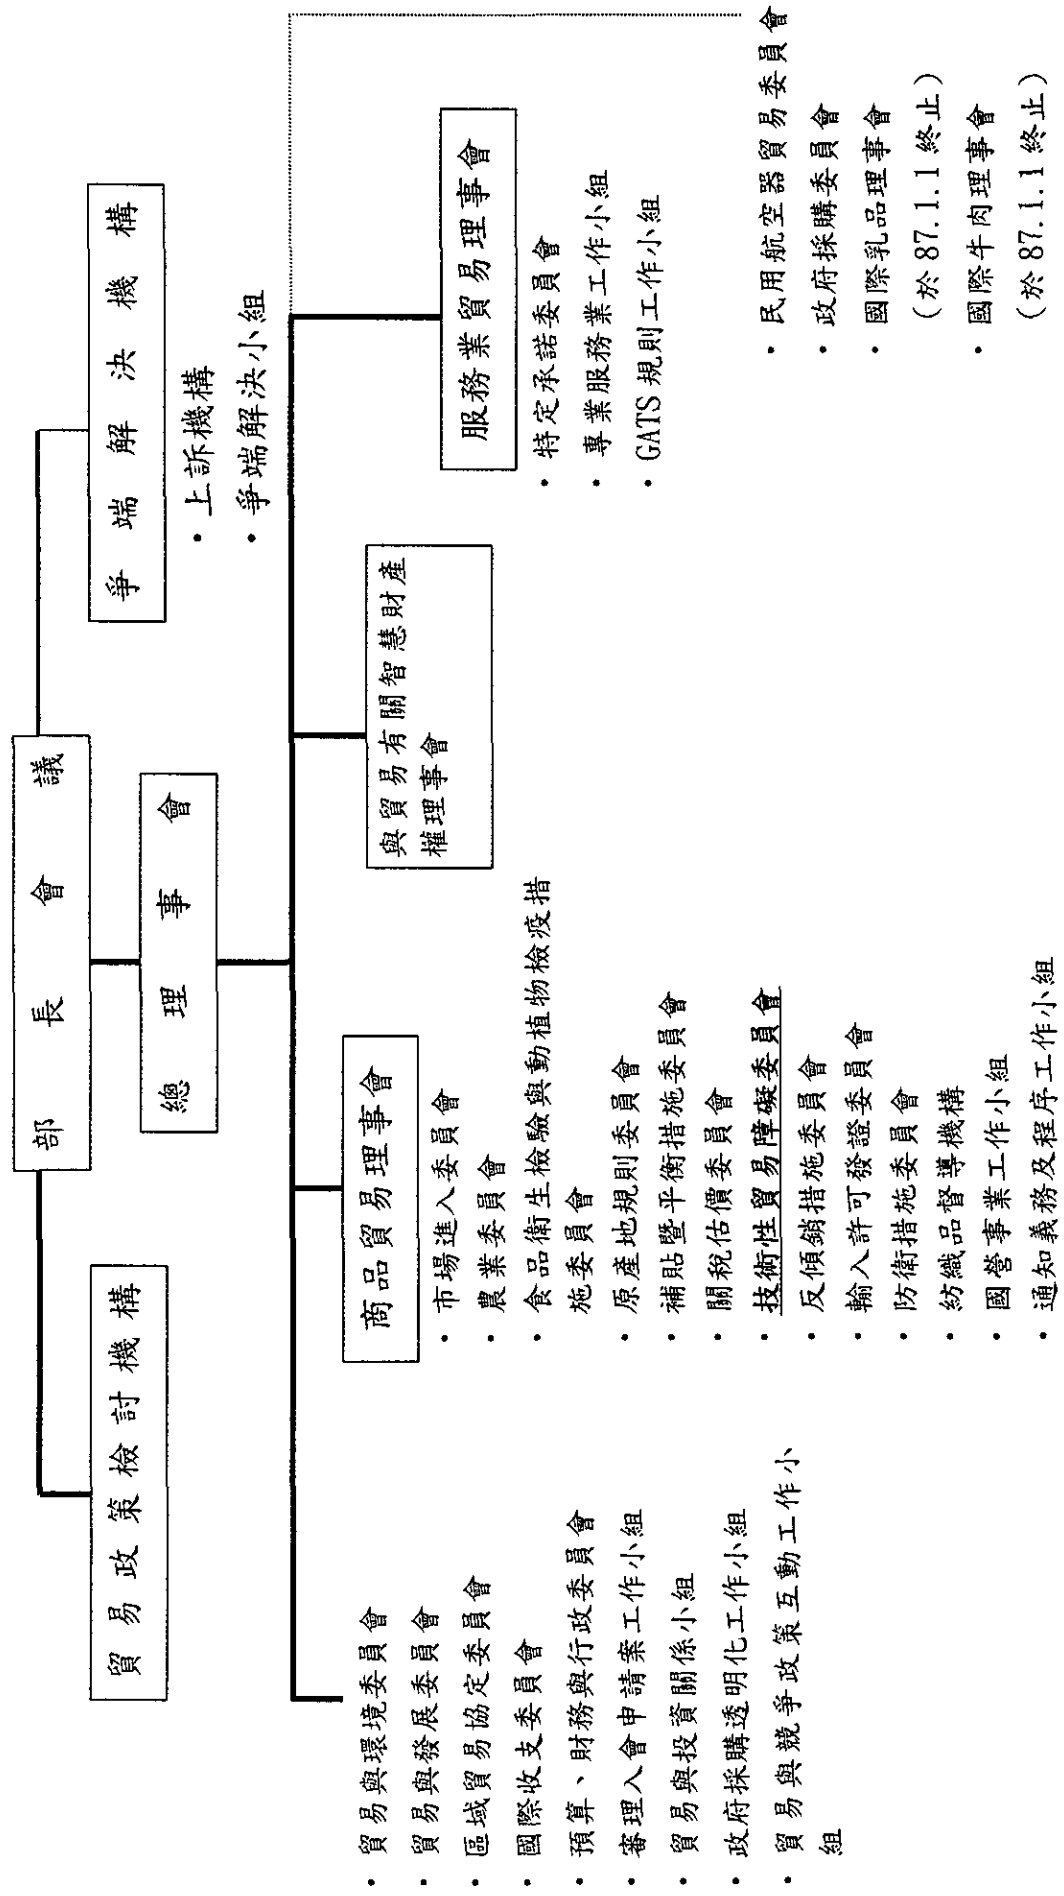 部長會議
貿易政策檢討機構
爭端解決機構
・上訴機構
・爭端解決小組
總理事會
・貿易與環境委員會
・貿易與發展委員會
・區域貿易協定委員會
・國際收支委員會
・預算、財務與行政委員會
・審理入會申請案工作小組
・貿易與投資關係小組
・政府採購透明化工作小組
・貿易與競爭政策互動工作小
組
商品貿易理事會
・市場進入委員會
・農業委員會
・食品衛生檢驗與動植物檢疫措
施委員會
・原產地規則委員會
・補貼暨平衡措施委員會
・關稅估價委員會
・技術性貿易障礙委員會
・反傾銷措施委員會
・輸入許可發證委員會
・防衛措施委員會
・紡織品督導機構
・國營事業工作小組
・通知義務及程序工作小組
與貿易有關智慧財產
權理事會
服務業貿易理事會
・特定承諾委員會
・專業服務業工作小組
・GATS 規則工作小組
・民用航空器貿易委員會
・政府採購委員會
・國際乳品理事會
（於 87.1.1 終止）
・國際牛肉理事會
（於 87.1.1 終止）